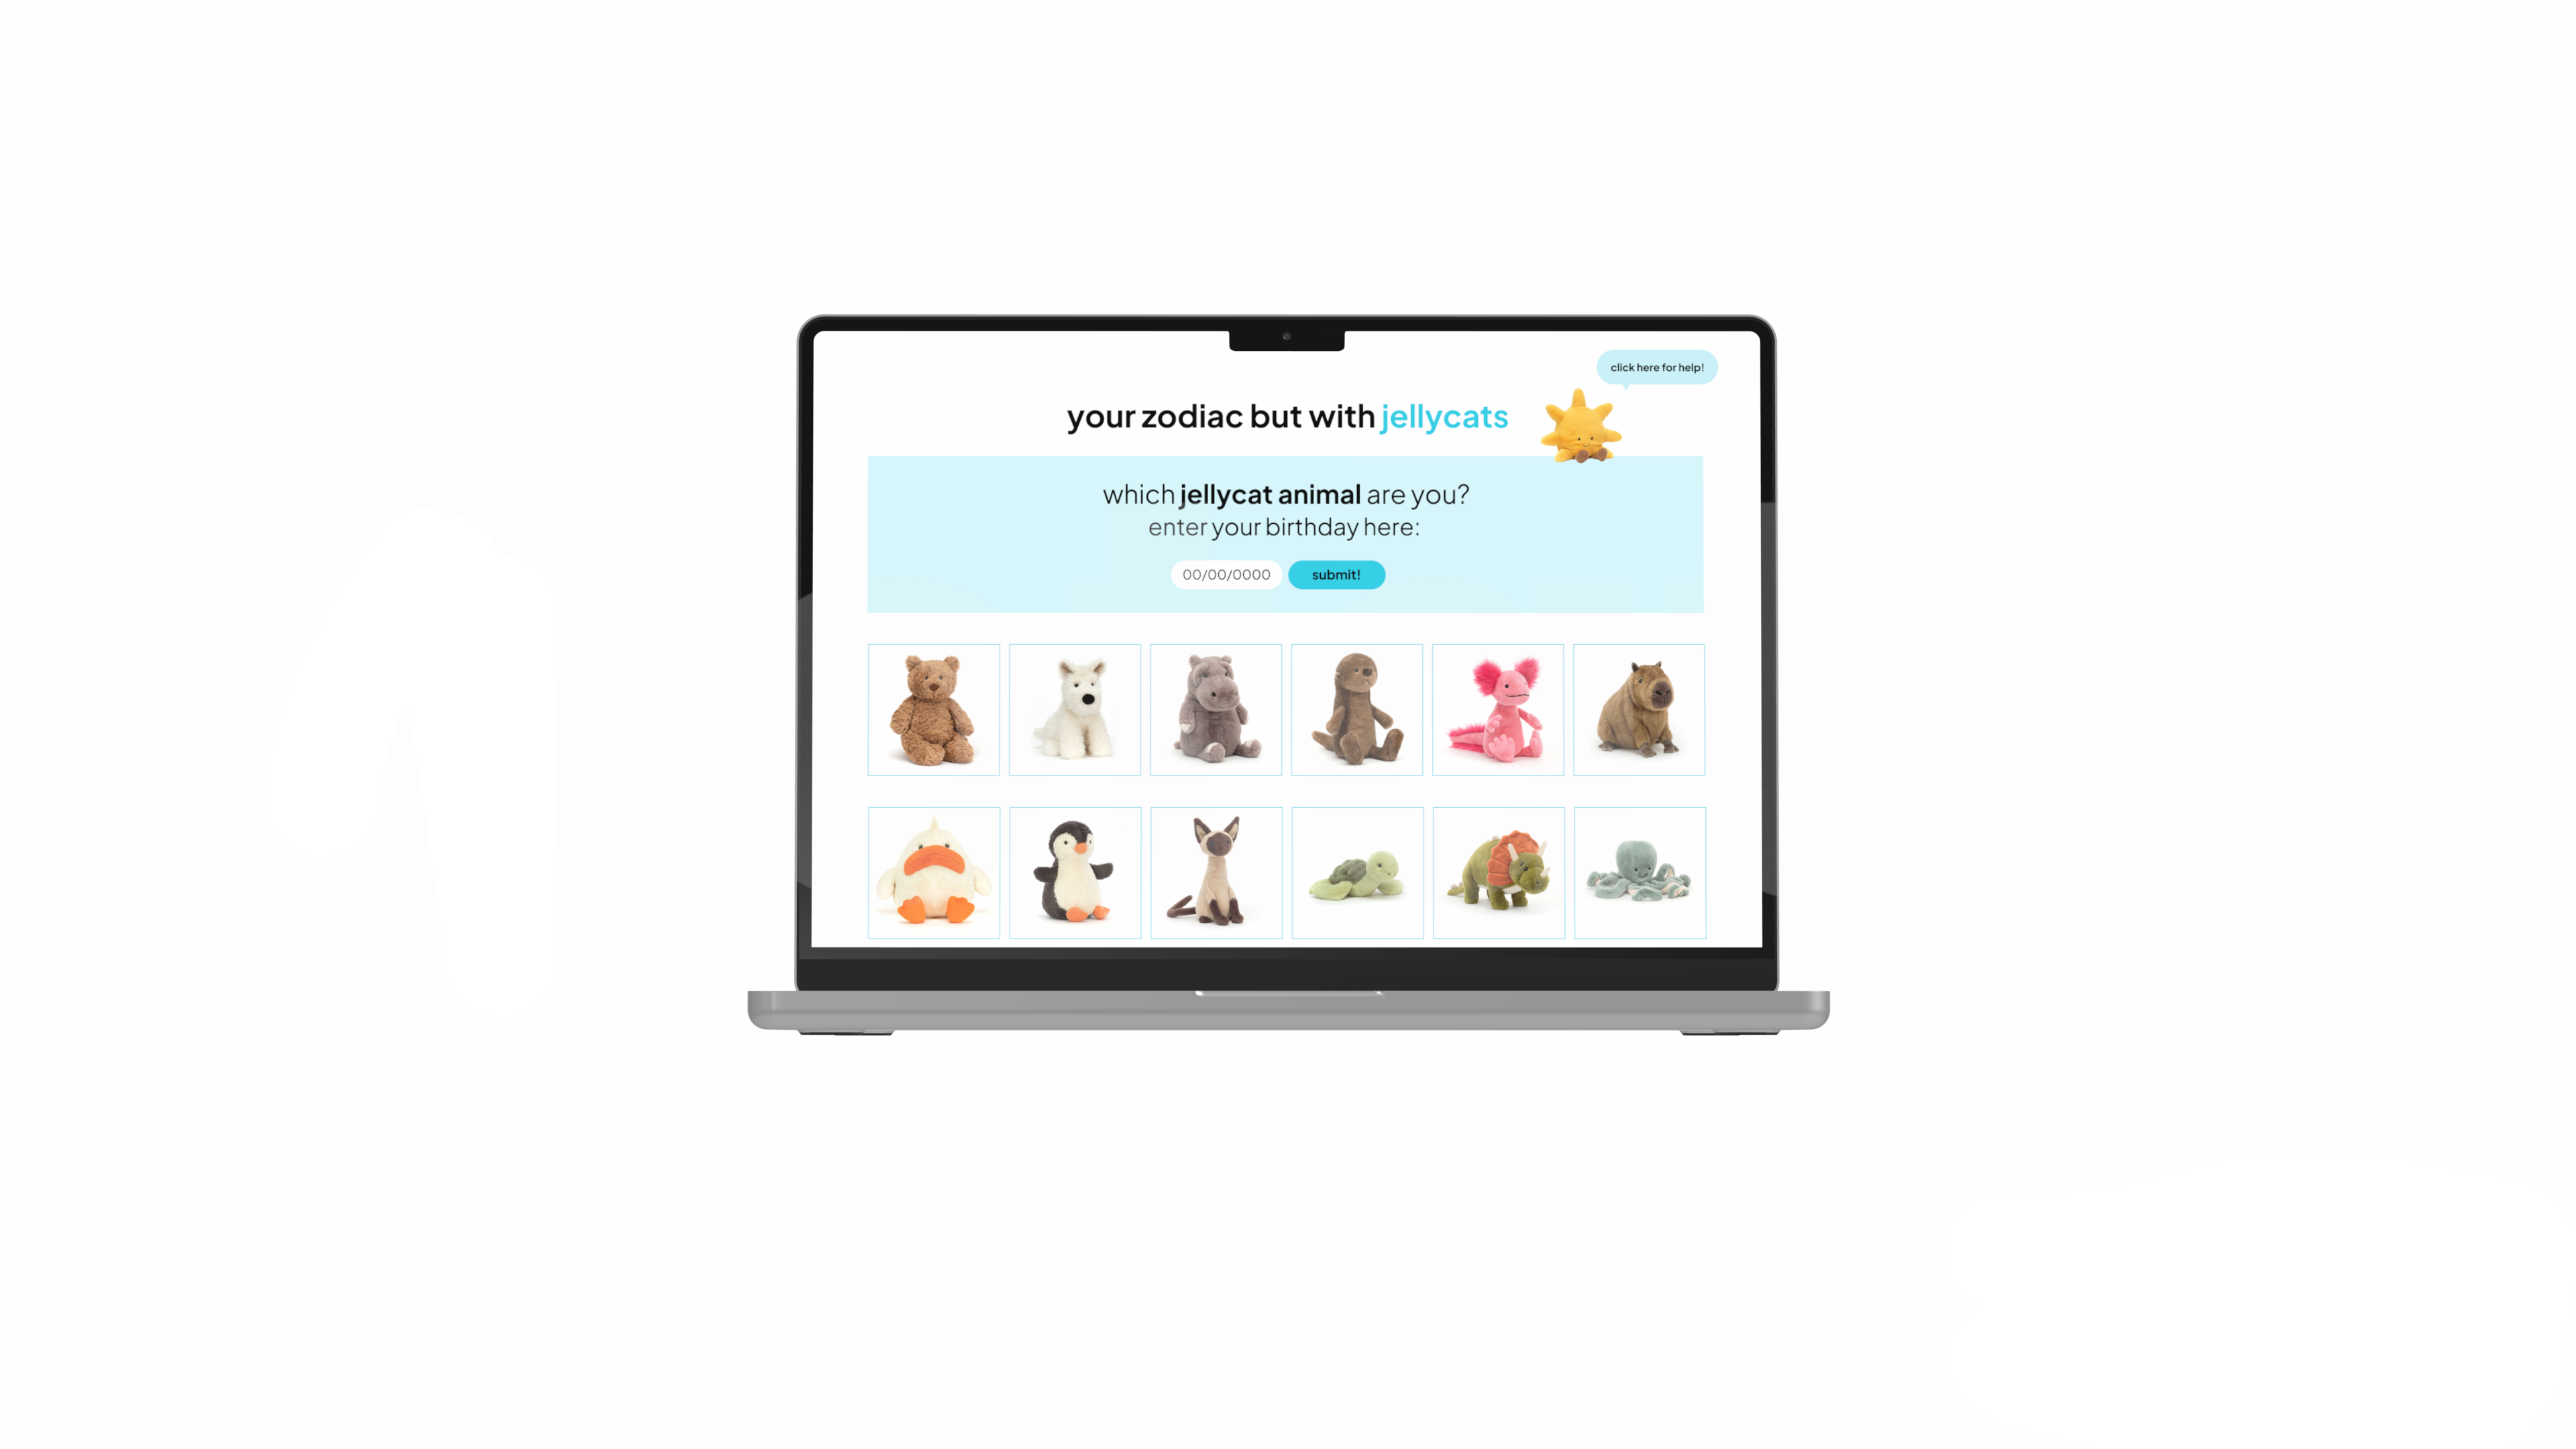 click here for help!
your zodiac but with jellycats
which jellycat animal are you?
enter your birthday here:
00/00/0000
submit!